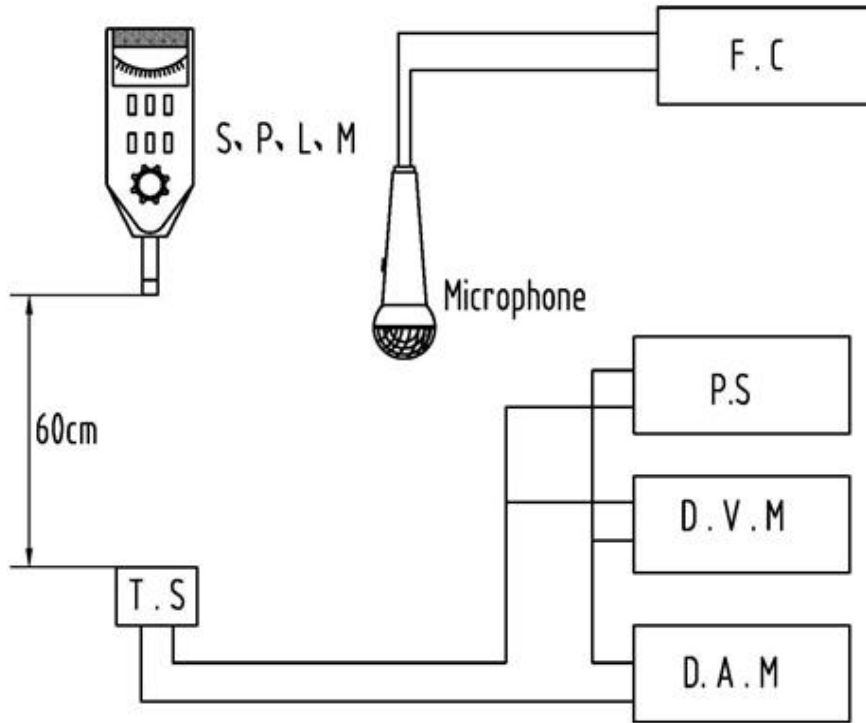 F.C
S、P、L、M
Microphone
60cm
P.S
D.V.M
T.S
D.A.M